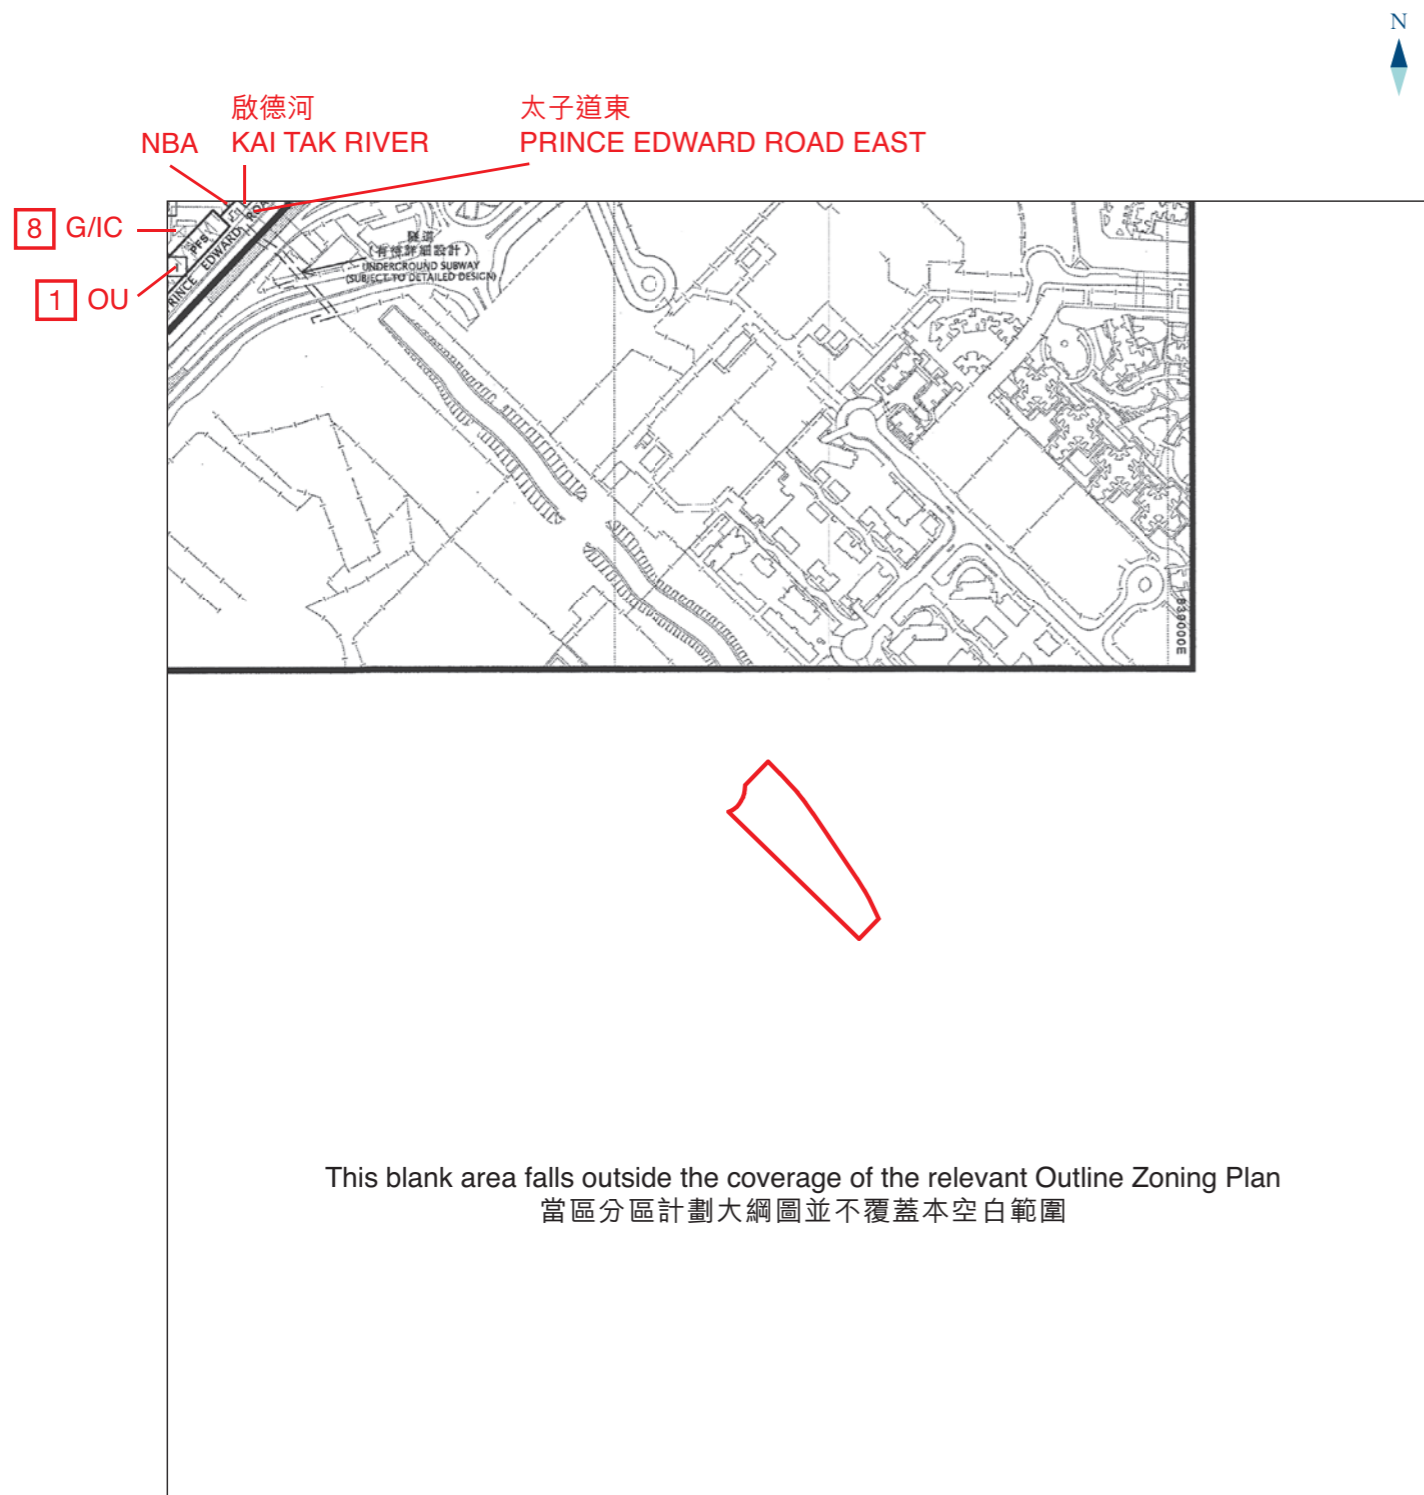 N
啟德河
KAI TAK RIVER
太子道東
PRINCE EDWARD ROAD EAST
NBA
8 G/IC
1 OU
PFS
PRINCE EDWARD ROA
隧道
(有待詳細設計)
UNDERGROUND SUBWAY
(SUBJECT TO DETAILED DESIGN)
839000E
This blank area falls outside the coverage of the relevant Outline Zoning Plan
當區分區計劃大綱圖並不覆蓋本空白範圍